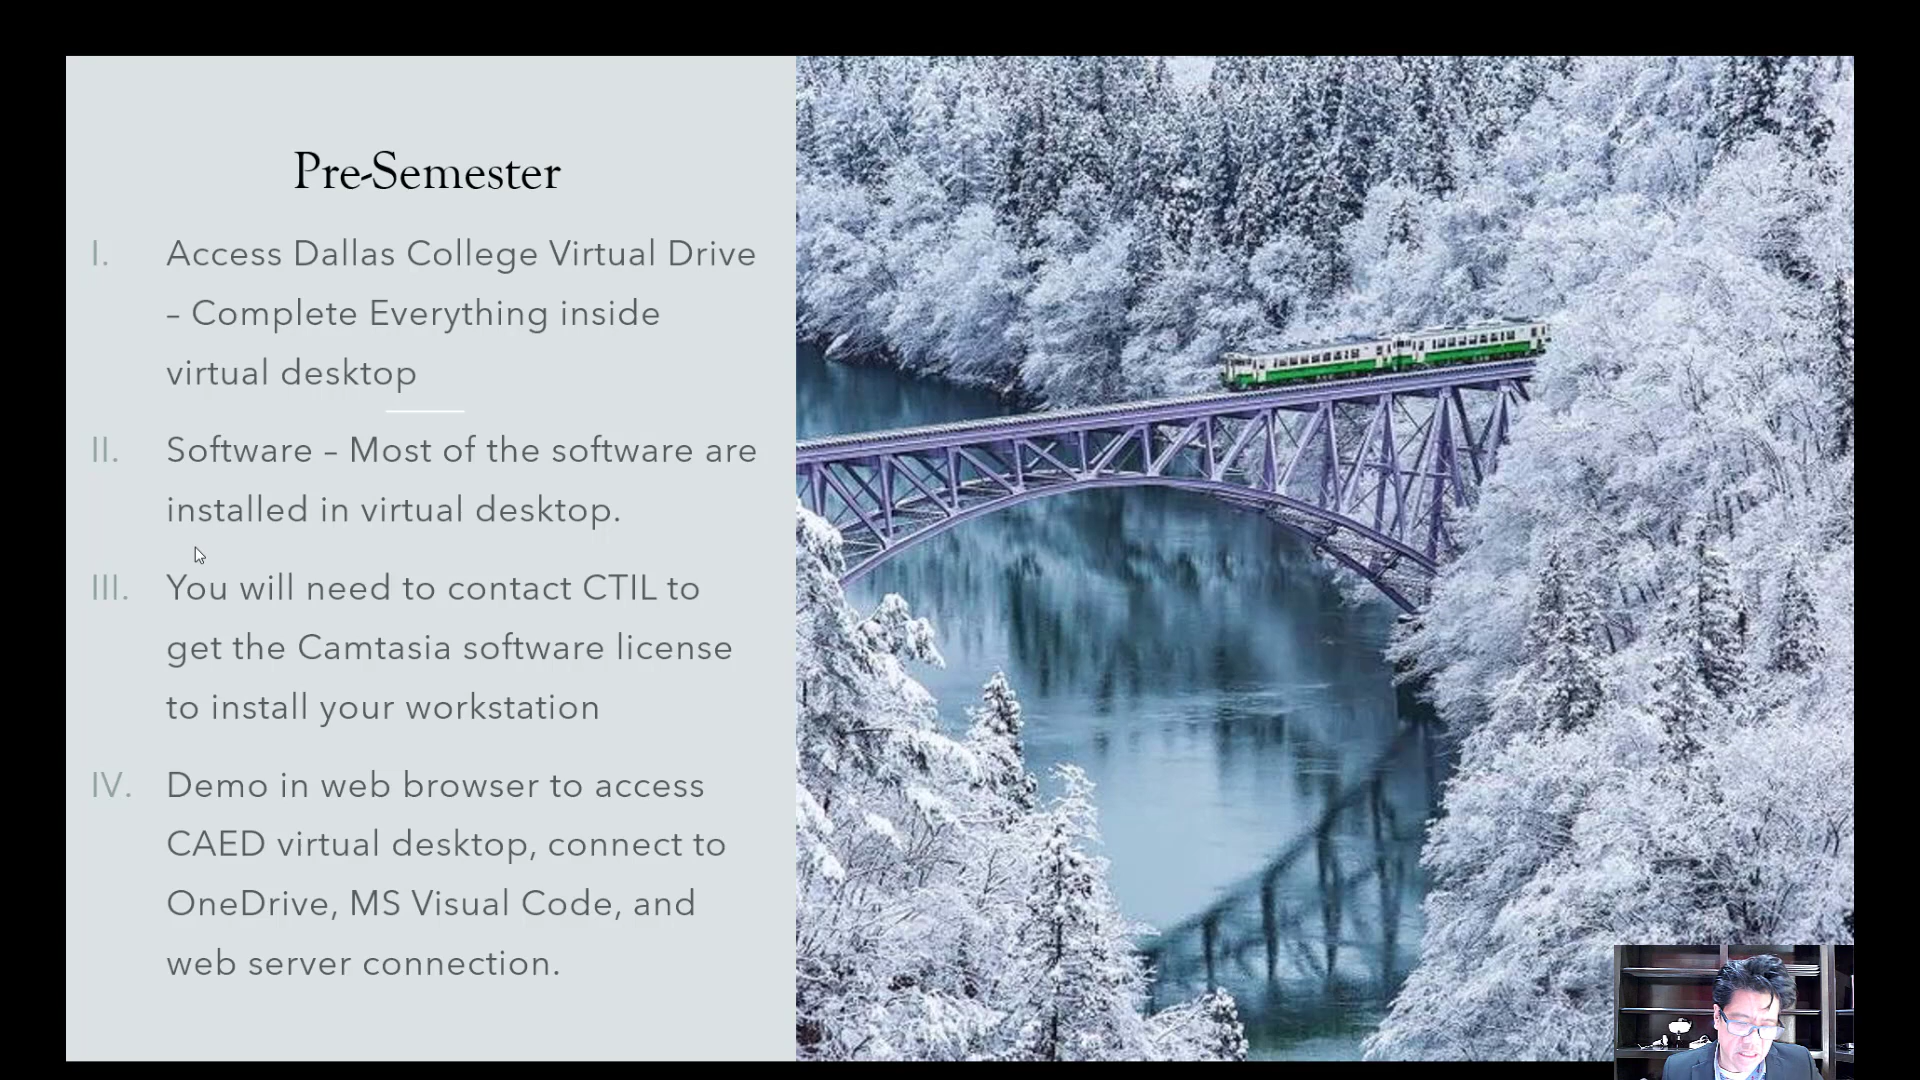 Pre-Semester
I. Access Dallas College Virtual Drive
– Complete Everything inside
virtual desktop
II. Software – Most of the software are
installed in virtual desktop.
III. You will need to contact CTIL to
get the Camtasia software license
to install your workstation
IV. Demo in web browser to access
CAED virtual desktop, connect to
OneDrive, MS Visual Code, and
web server connection.